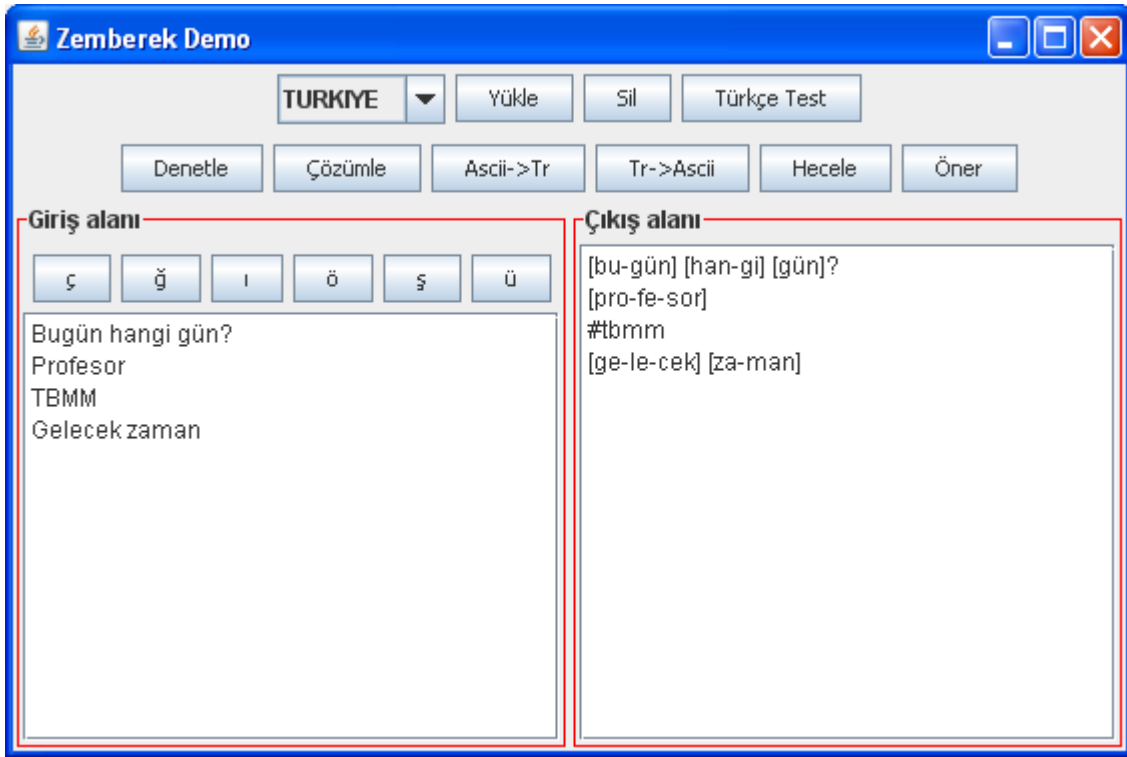 Zemberek Demo
TURKIYE Yükle Sil Türkçe Test
Denetle Çözümle Ascii->Tr Tr->Ascii Hecele Öner
Giriş alanı
ç ğ ı ö ş ü
Bugün hangi gün?
Profesor
TBMM
Gelecek zaman
Çıkış alanı
[bu-gün] [han-gi] [gün]?
[pro-fe-sor]
#tbmm
[ge-le-cek] [za-man]